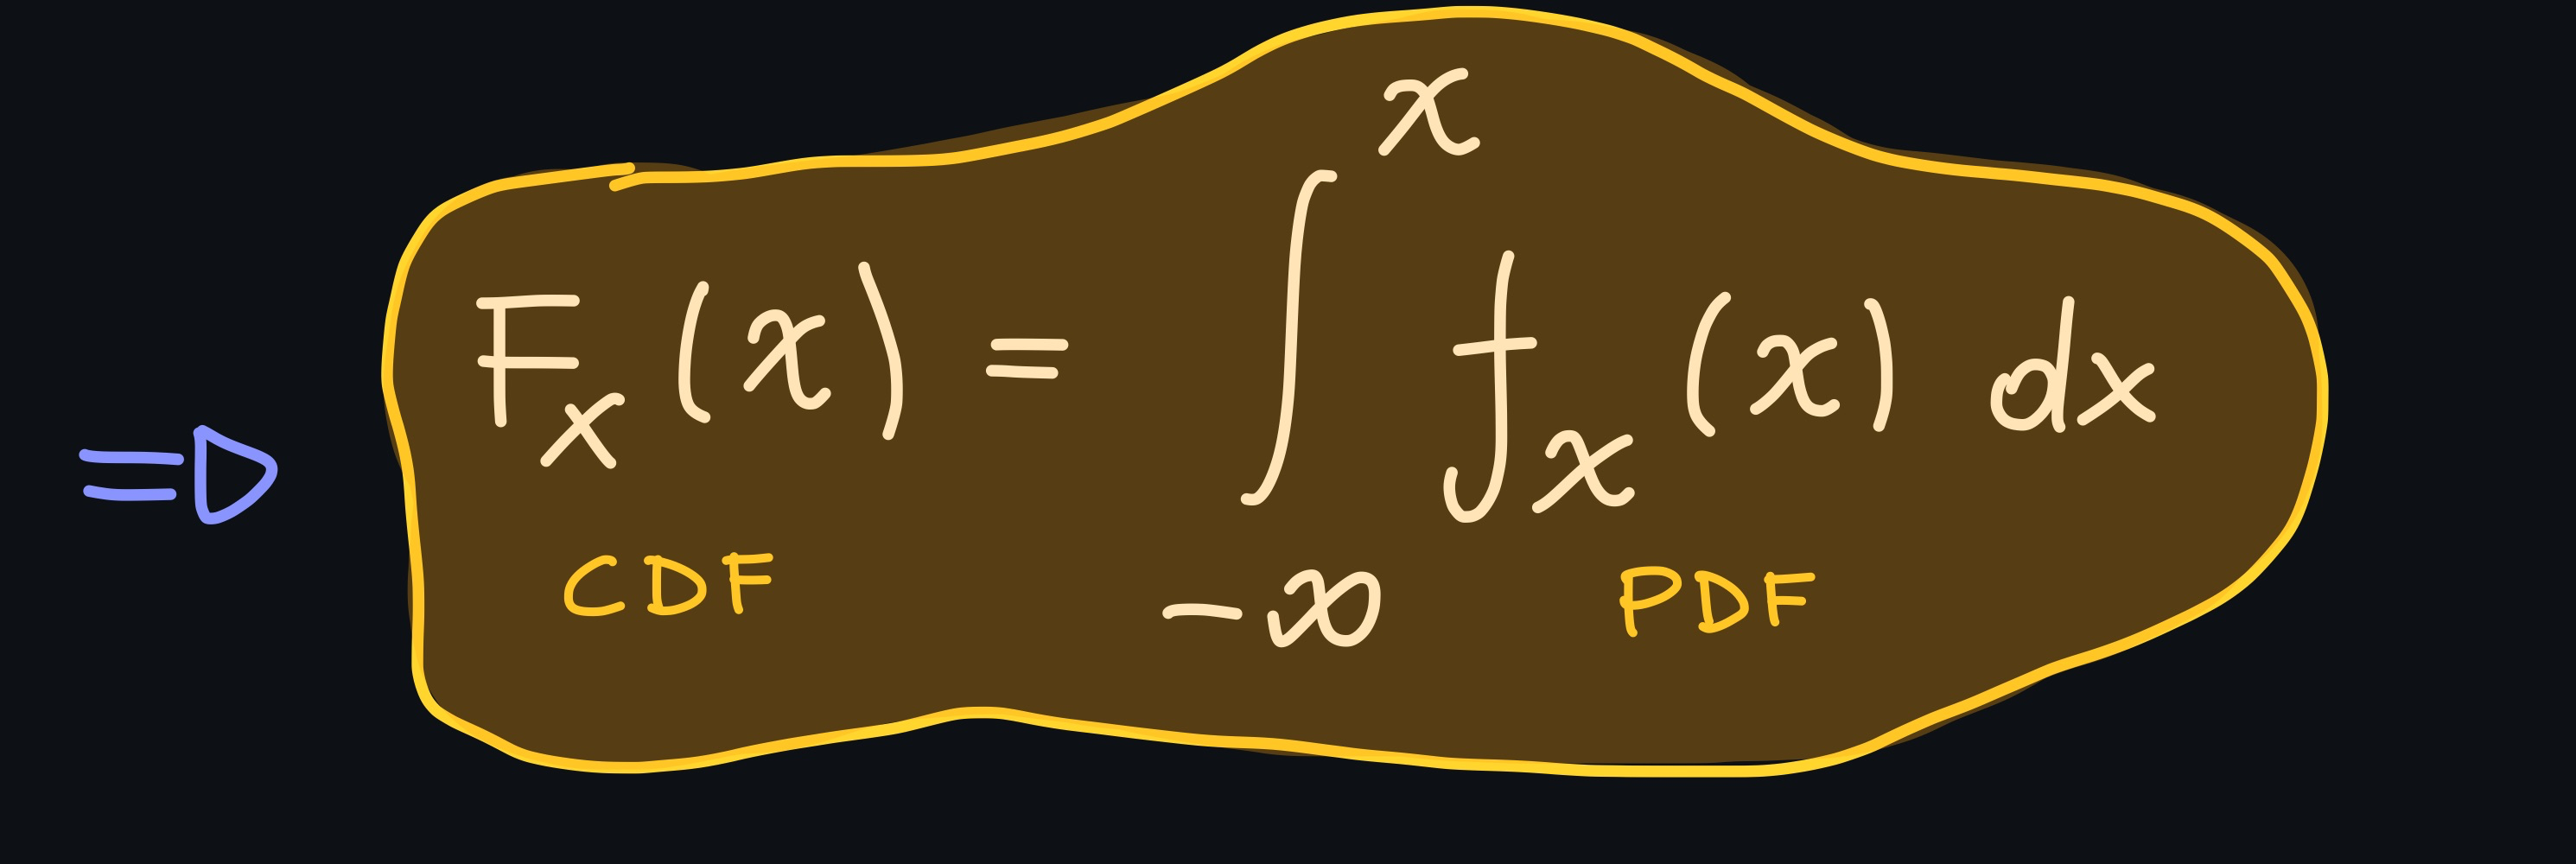 ⇒ F_X (x) = ∫_{-∞}^{x} f_x (x) dx
CDF PDF